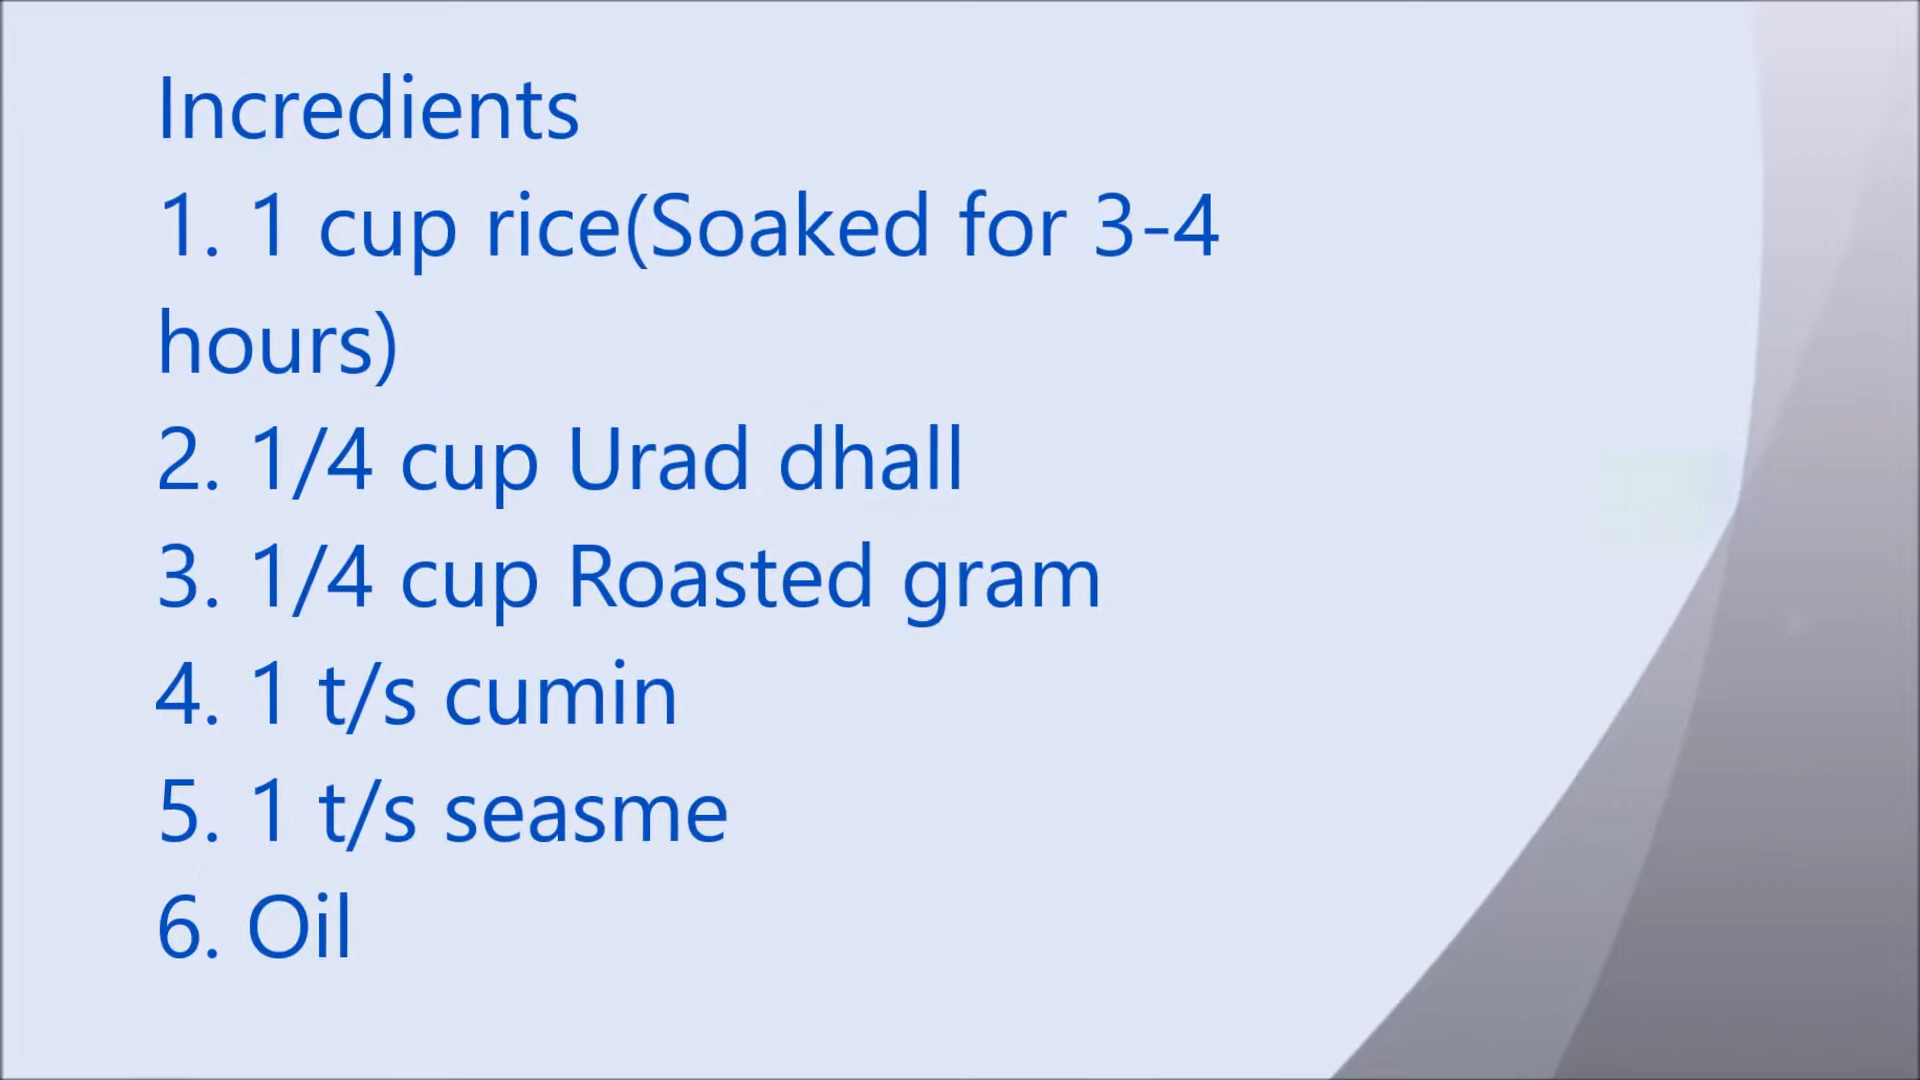 Incredients
1. 1 cup rice(Soaked for 3-4
hours)
2. 1/4 cup Urad dhall
3. 1/4 cup Roasted gram
4. 1 t/s cumin
5. 1 t/s seasme
6. Oil